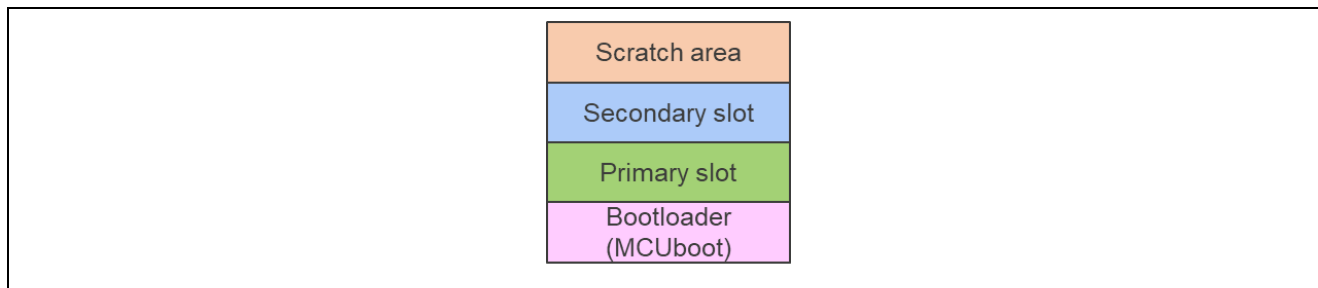 Scratch area
Secondary slot
Primary slot
Bootloader
(MCUboot)